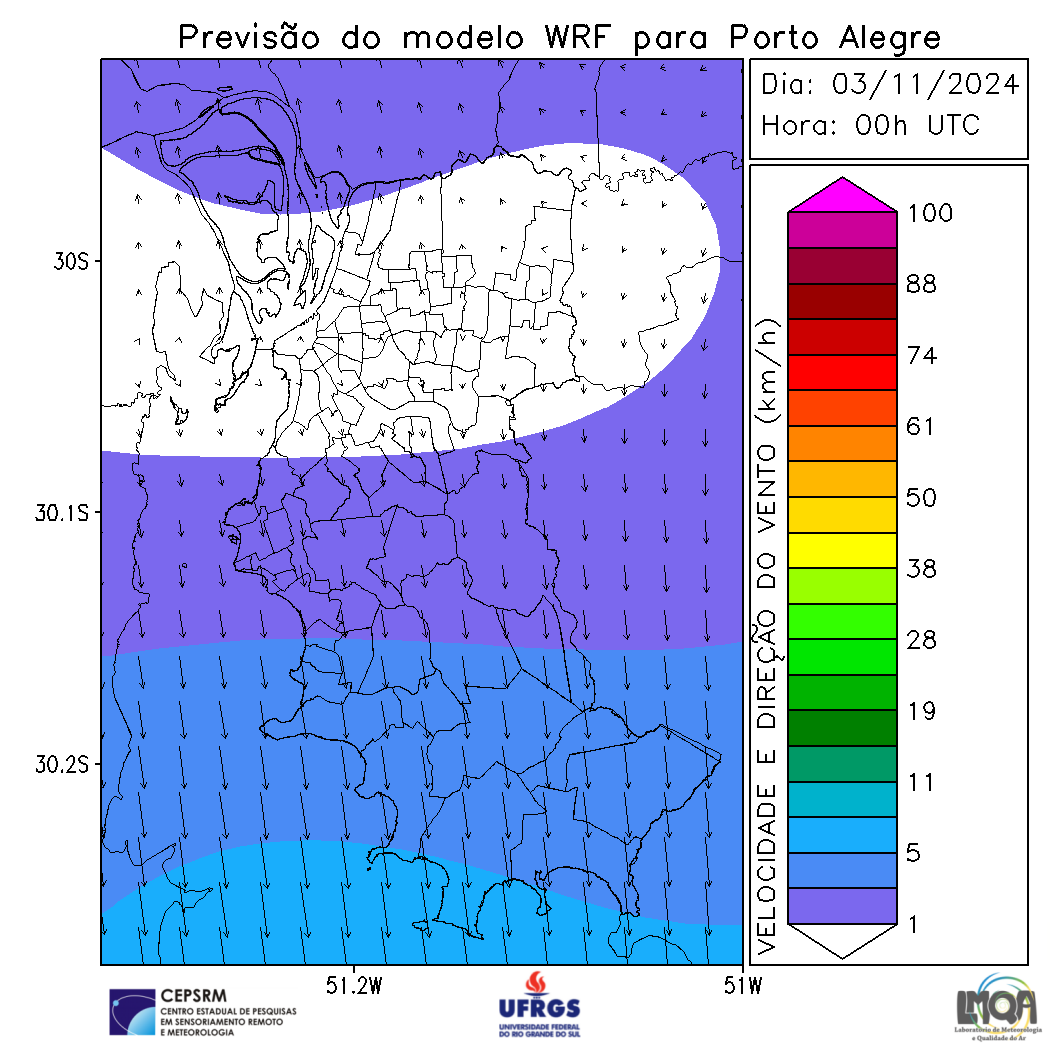 Previsão do modelo WRF para Porto Alegre
Dia: 03/11/2024
Hora: 00h UTC
30S
30.1S
30.2S
51.2W
51W
VELOCIDADE E DIREÇÃO DO VENTO (km/h)
100
88
74
61
50
38
28
19
11
5
1
CEPSRM
CENTRO ESTADUAL DE PESQUISAS
EM SENSORIAMENTO REMOTO
E METEOROLOGIA
UFRGS
UNIVERSIDADE FEDERAL
DO RIO GRANDE DO SUL
LMQA
Laboratório de Meteorologia
e Qualidade do Ar